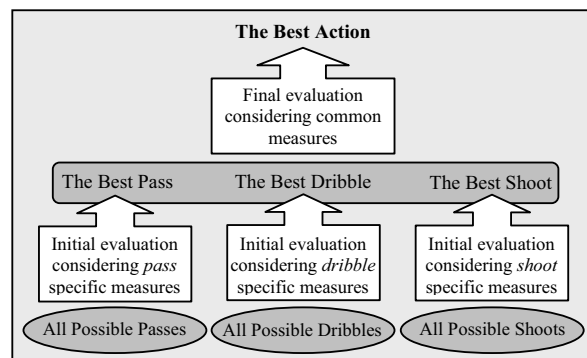 The Best Action
Final evaluation
considering common
measures
The Best Pass
The Best Dribble
The Best Shoot
Initial evaluation
considering pass
specific measures
Initial evaluation
considering dribble
specific measures
Initial evaluation
considering shoot
specific measures
All Possible Passes
All Possible Dribbles
All Possible Shoots